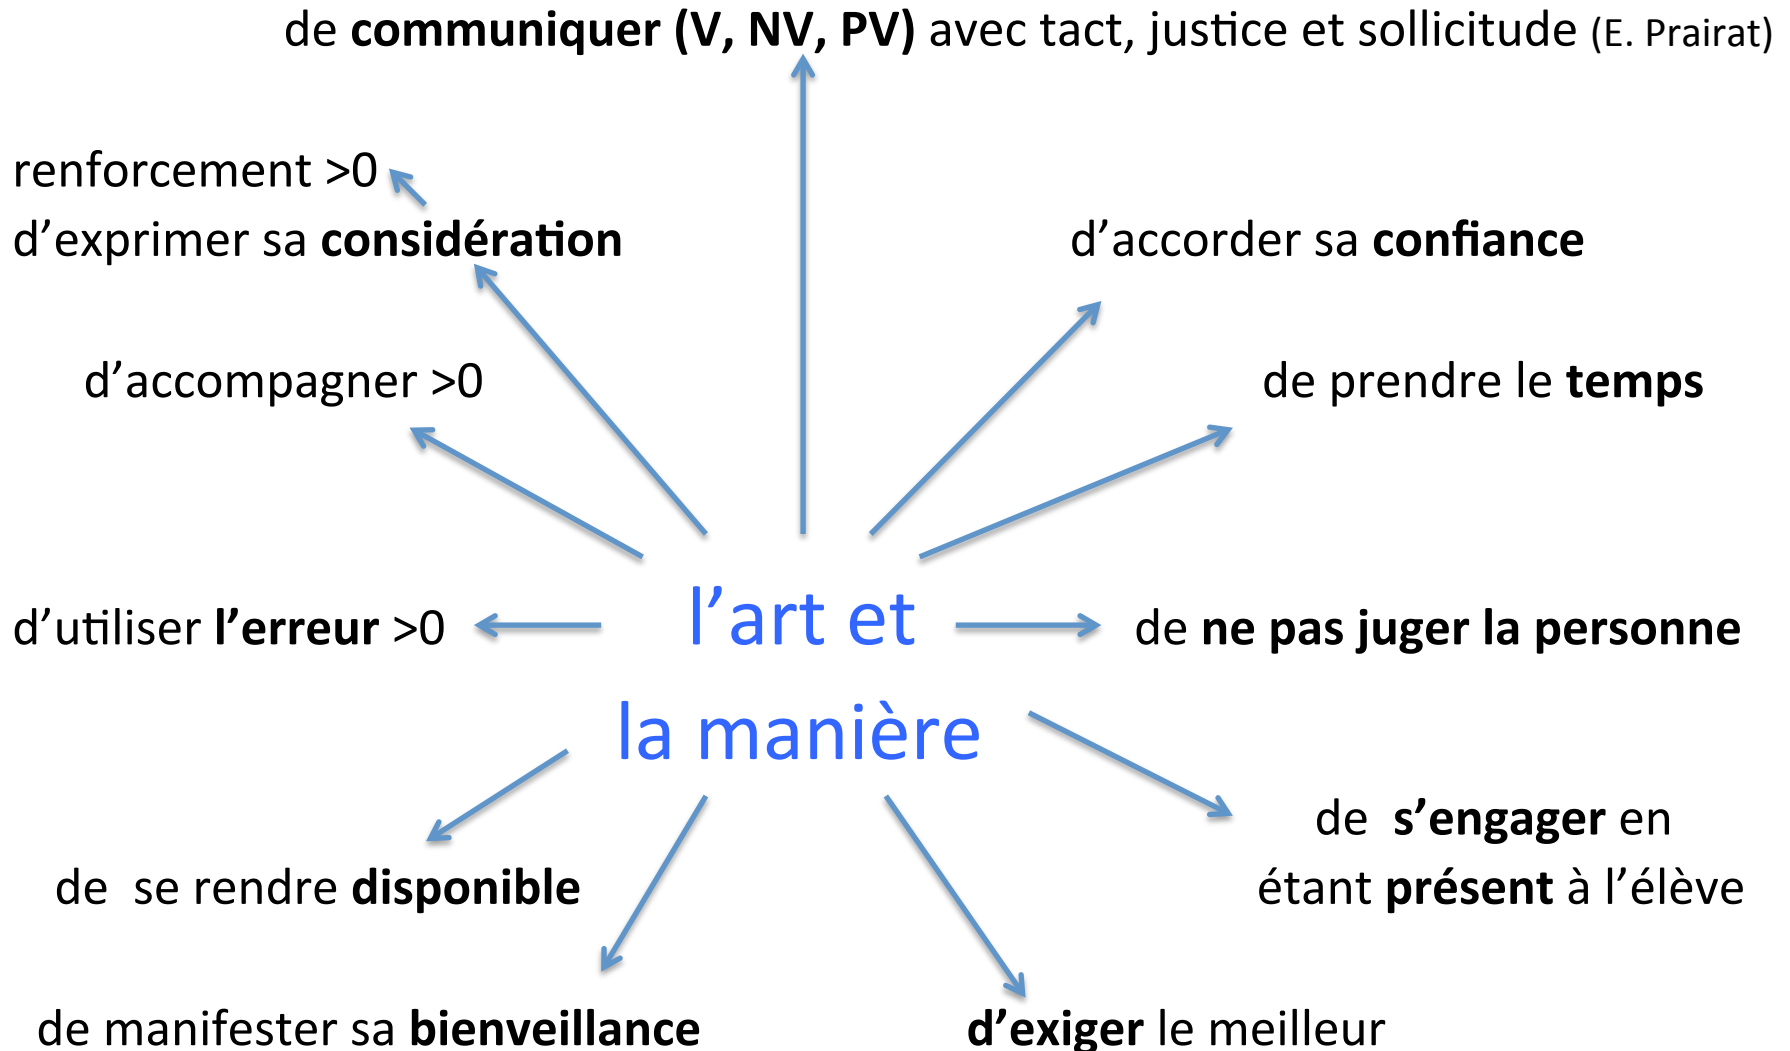 de communiquer (V, NV, PV) avec tact, justice et sollicitude (E. Prairat)
renforcement >0
d’exprimer sa considération
d’accorder sa confiance
d’accompagner >0
de prendre le temps
d’utiliser l’erreur >0
l’art et
la manière
de ne pas juger la personne
de s’engager en
étant présent à l’élève
de se rendre disponible
de manifester sa bienveillance
d’exiger le meilleur